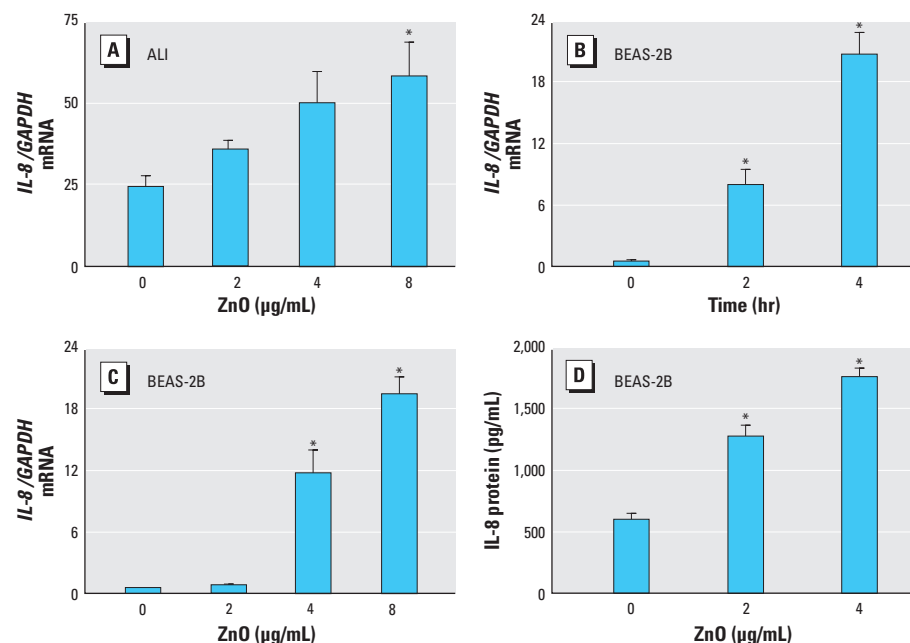 A ALI
IL-8/GAPDH
mRNA
75
50
25
0
*
0 2 4 8
ZnO (µg/mL)
B BEAS-2B
IL-8/GAPDH
mRNA
24
18
12
6
0
* *
0 2 4
Time (hr)
C BEAS-2B
IL-8/GAPDH
mRNA
24
18
12
6
0
* *
0 2 4 8
ZnO (µg/mL)
D BEAS-2B
IL-8 protein (pg/mL)
2,000
1,500
1,000
500
0
* *
0 2 4
ZnO (µg/mL)